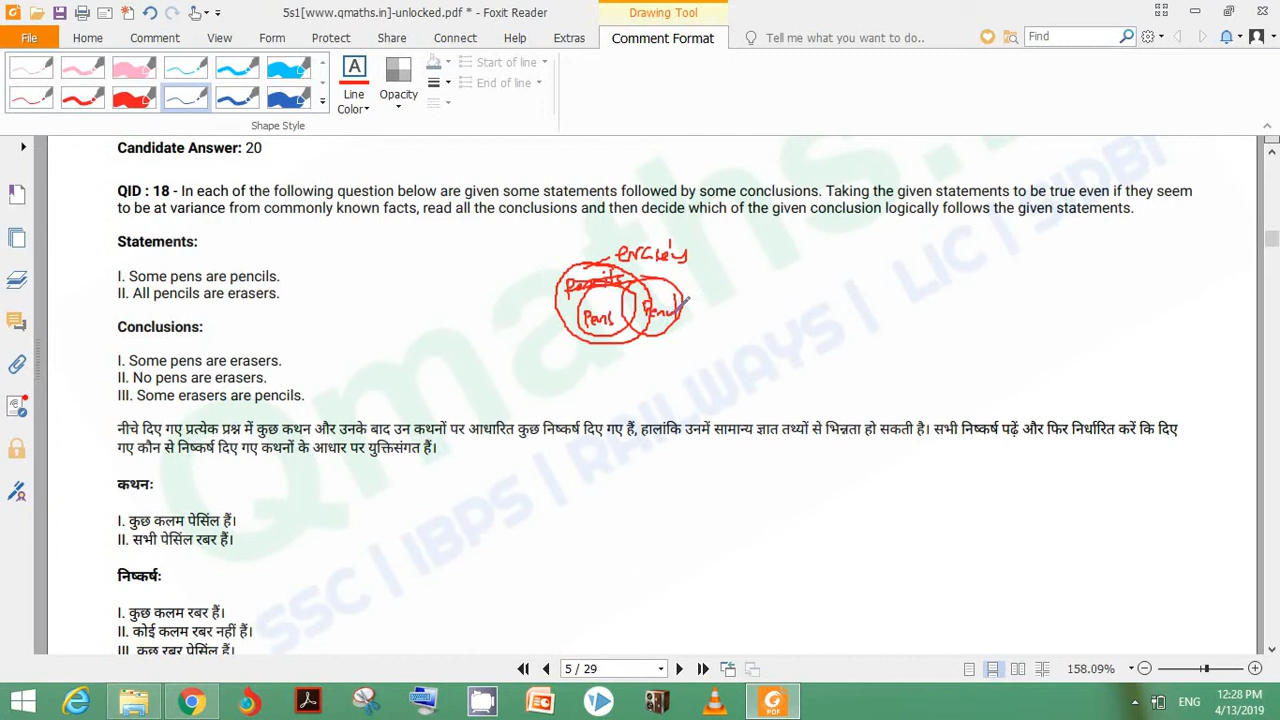 5s1[www.qmaths.in]-unlocked.pdf * - Foxit Reader
Drawing Tool
File Home Comment View Form Protect Share Connect Help Extras Comment Format Tell me what you want to do.. Find
Start of line
End of line
Line Color
Opacity
Shape Style
Candidate Answer: 20
QID : 18 - In each of the following question below are given some statements followed by some conclusions. Taking the given statements to be true even if they seem
to be at variance from commonly known facts, read all the conclusions and then decide which of the given conclusion logically follows the given statements.
Statements:
I. Some pens are pencils.
II. All pencils are erasers.
pencils
Pens
Conclusions:
I. Some pens are erasers.
II. No pens are erasers.
III. Some erasers are pencils.
नीचे दिए गए प्रत्येक प्रश्न में कुछ कथन और उनके बाद उन कथनों पर आधारित कुछ निष्कर्ष दिए गए हैं, हालांकि उनमें सामान्य ज्ञात तथ्यों से भिन्नता हो सकती है। सभी निष्कर्ष पढ़ें और फिर निर्धारित करें कि दिए
गए कौन से निष्कर्ष दिए गए कथनों के आधार पर युक्तिसंगत हैं।
कथनः
I. कुछ कलम पेसिंल हैं।
II. सभी पेसिंल रबर हैं।
निष्कर्षः
I. कुछ कलम रबर हैं।
II. कोई कलम रबर नहीं हैं।
III. कुछ रबर पेसिंल हैं।
Qmaths.
SSC | IBPS | RAILWAYS | LIC | SIDBI
5 / 29
158.09%
ENG
12:28 PM
4/13/2019